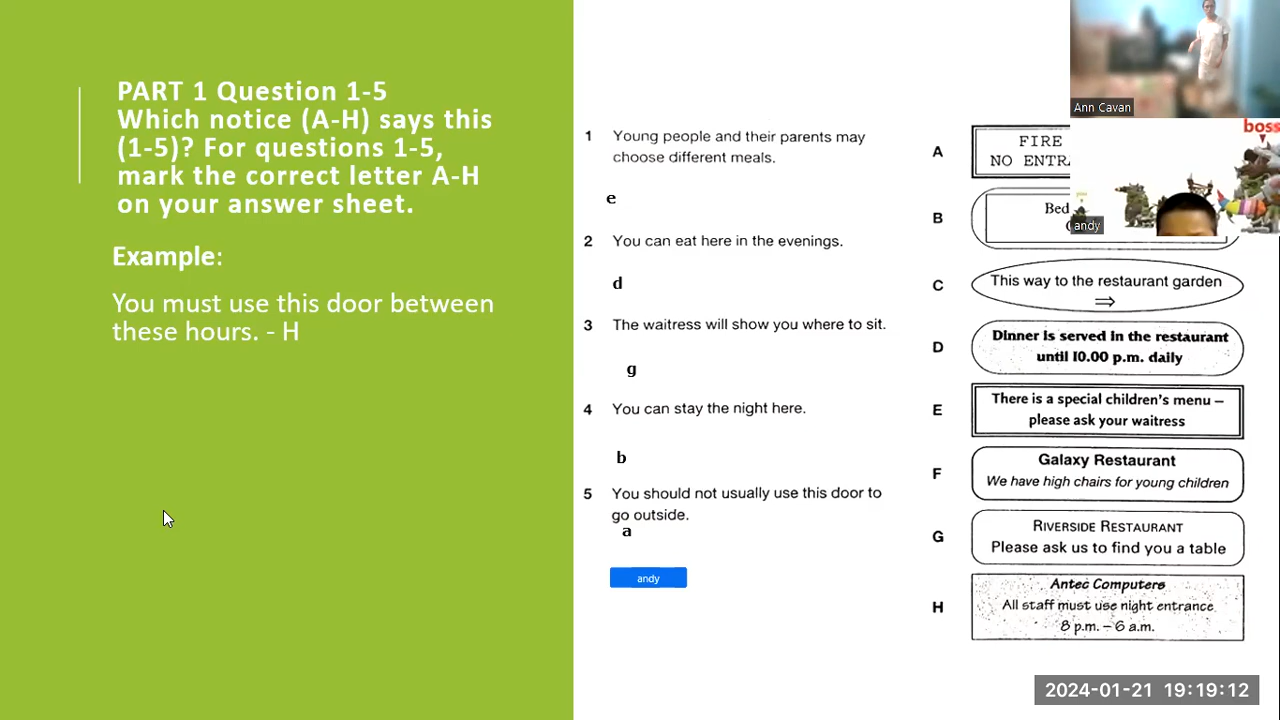 PART 1 Question 1-5
Which notice (A-H) says this
(1-5)? For questions 1-5,
mark the correct letter A-H
on your answer sheet.
Example:
You must use this door between
these hours. - H
1 Young people and their parents may
choose different meals.
e
2 You can eat here in the evenings.
d
3 The waitress will show you where to sit.
g
4 You can stay the night here.
b
5 You should not usually use this door to
go outside.
a
andy
A
FIRE
NO
B
C
This way to the restaurant garden
⇒
D
Dinner is served in the restaurant
until 10.00 p.m. daily
E
There is a special children's menu –
please ask your waitress
F
Galaxy Restaurant
We have high chairs for young children
G
RIVERSIDE RESTAURANT
Please ask us to find you a table
H
Antec Computers
All staff must use night entrance
8 p.m. – 6 a.m.
Ann Cavan
boss
andy
2024-01-21 19:19:12